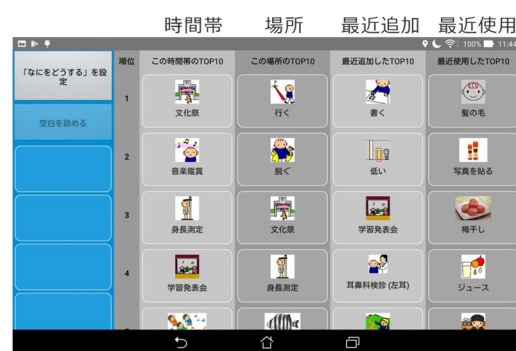 時間帯 場所 最近追加 最近使用
100% 11:44
「なにをどうする」を設
定
空白を詰める
順位 この時間帯のTOP10 この場所のTOP10 最近追加したTOP10 最近使用したTOP10
1 文化祭 行く 書く 髪の毛
2 音楽鑑賞 脱ぐ 低い 写真を貼る
3 身長測定 文化祭 学習発表会 梅干し
4 学習発表会 身長測定 耳鼻科検診 (左耳) ジュース